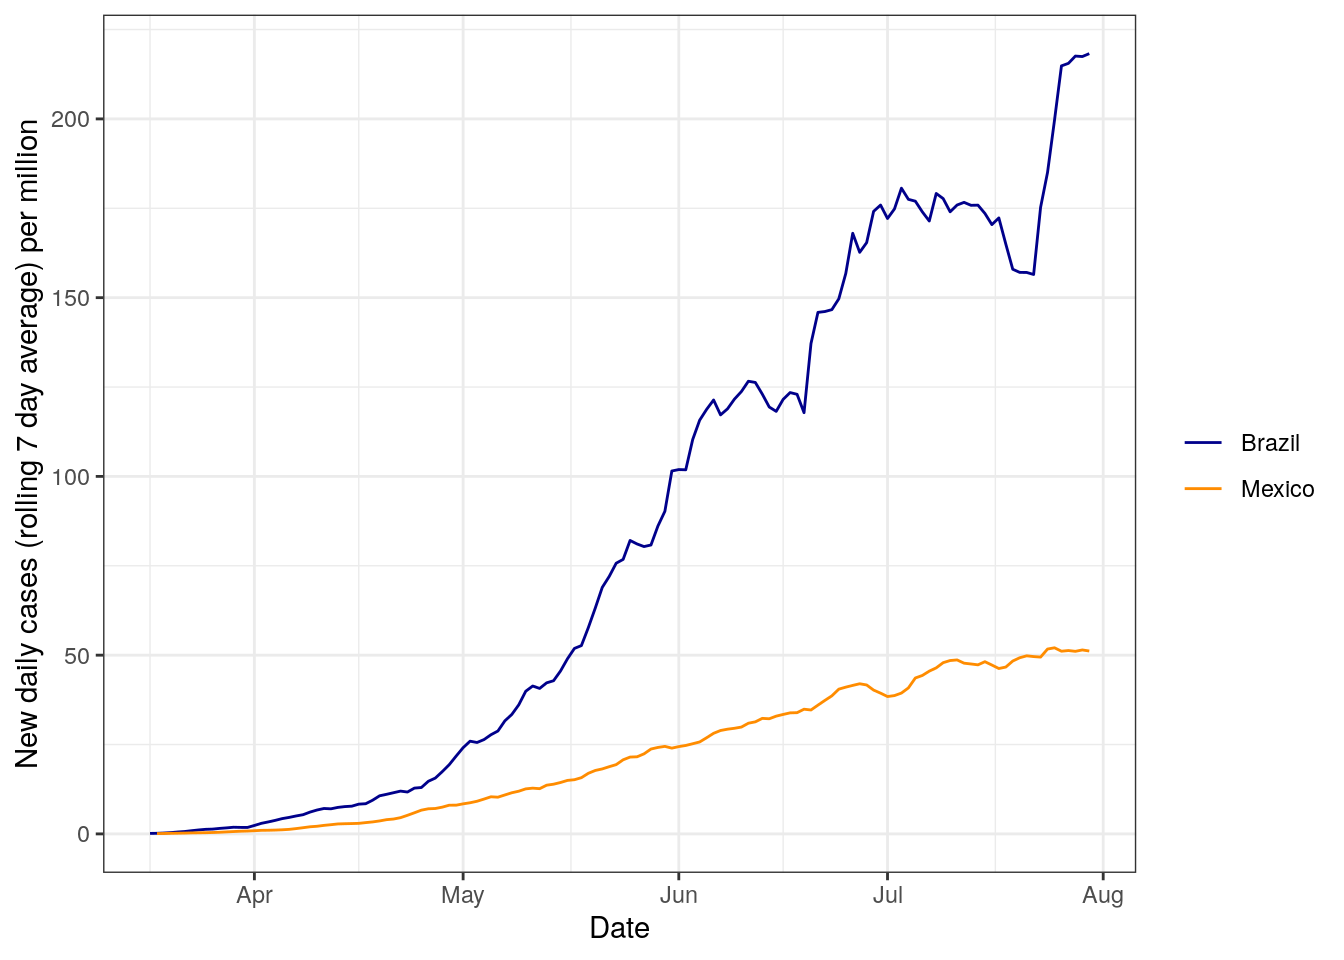 New daily cases (rolling 7 day average) per million
200
150
100
50
0
Apr
May
Jun
Jul
Aug
Date
Brazil
Mexico